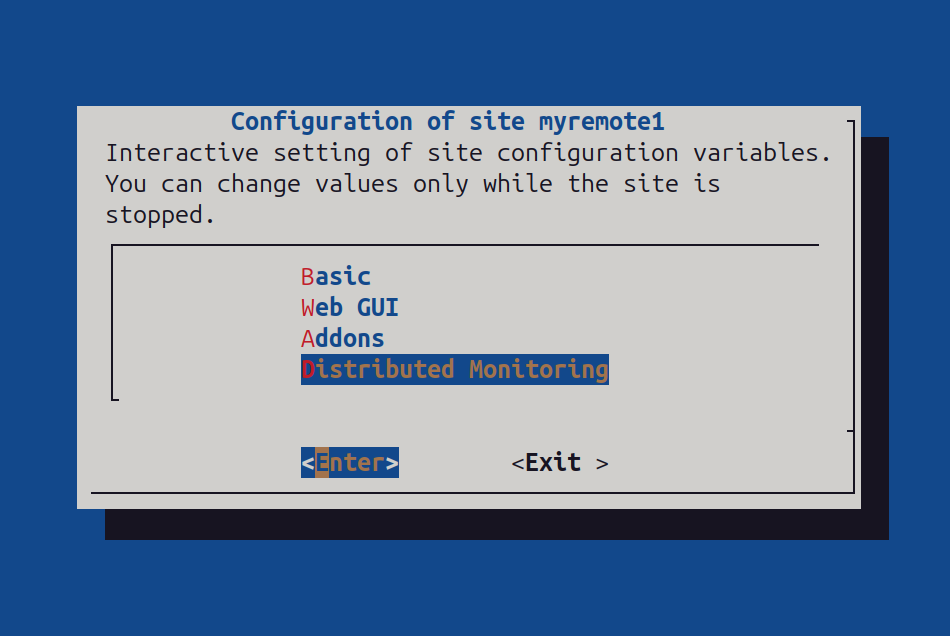 Configuration of site myremote1
Interactive setting of site configuration variables.
You can change values only while the site is
stopped.
Basic
Web GUI
Addons
Distributed Monitoring
<Enter> <Exit >